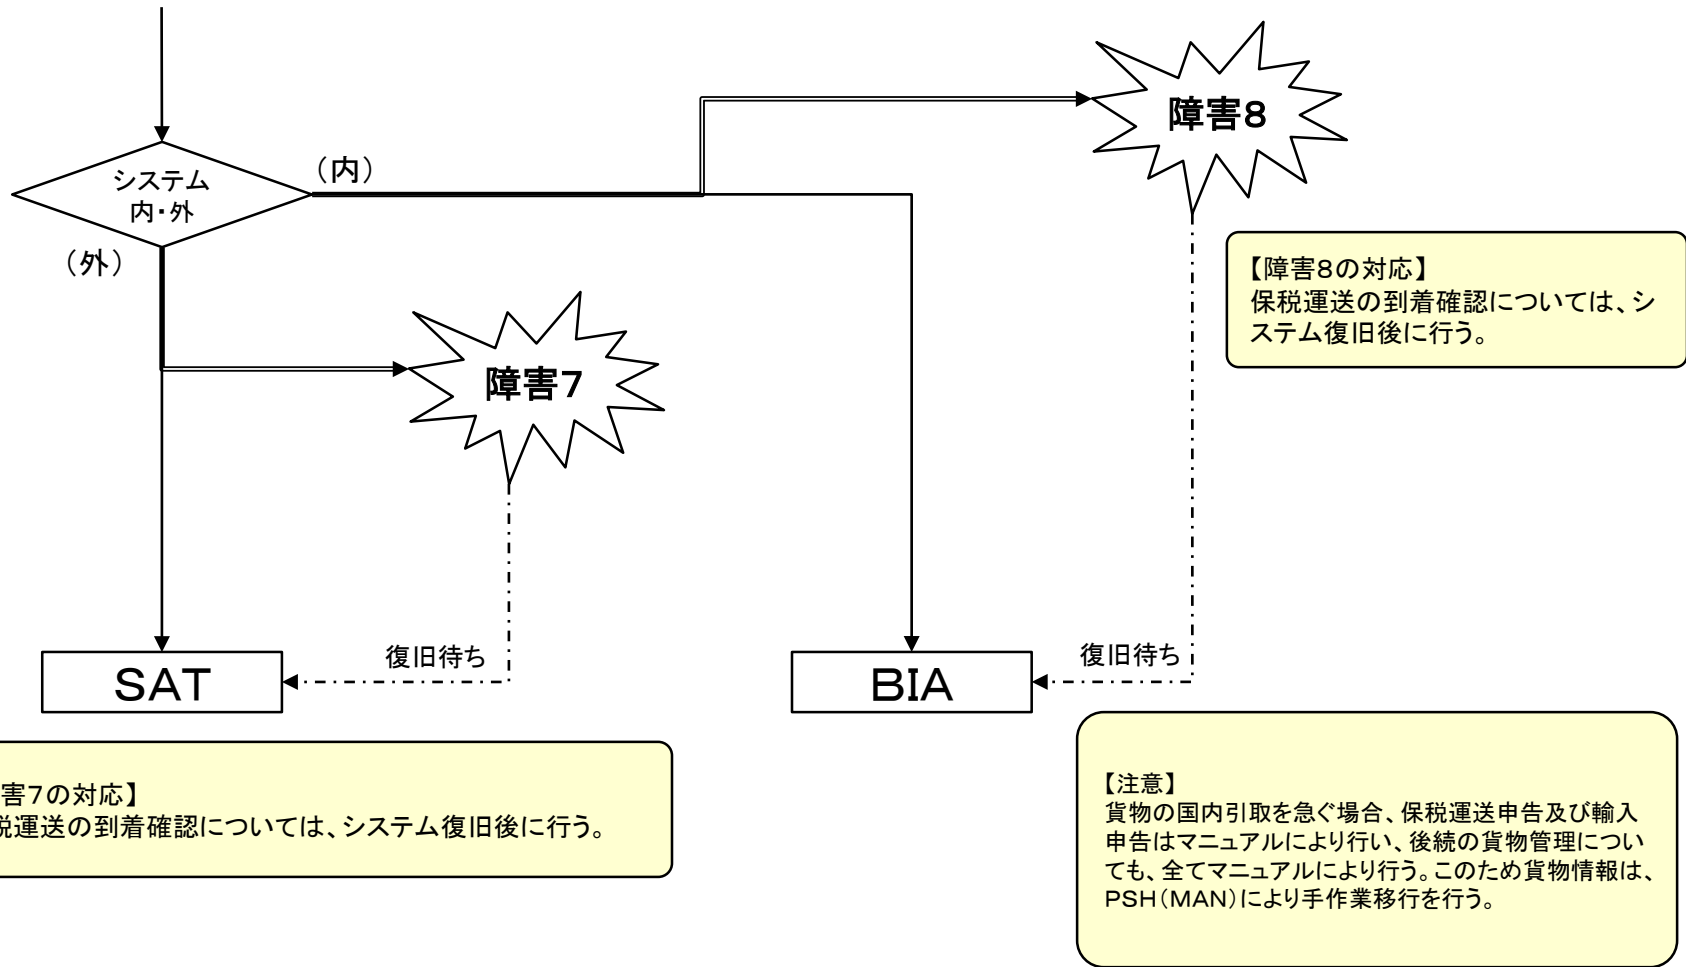 障害８
（内）
システム
内・外
（外）
【障害８の対応】
保税運送の到着確認については、シ
ステム復旧後に行う。
障害７
復旧待ち
復旧待ち
SAT
BIA
害７の対応】
税運送の到着確認については、システム復旧後に行う。
【注意】
貨物の国内引取を急ぐ場合、保税運送申告及び輸入
申告はマニュアルにより行い、後続の貨物管理につい
ても、全てマニュアルにより行う。このため貨物情報は、
PSH（MAN）により手作業移行を行う。